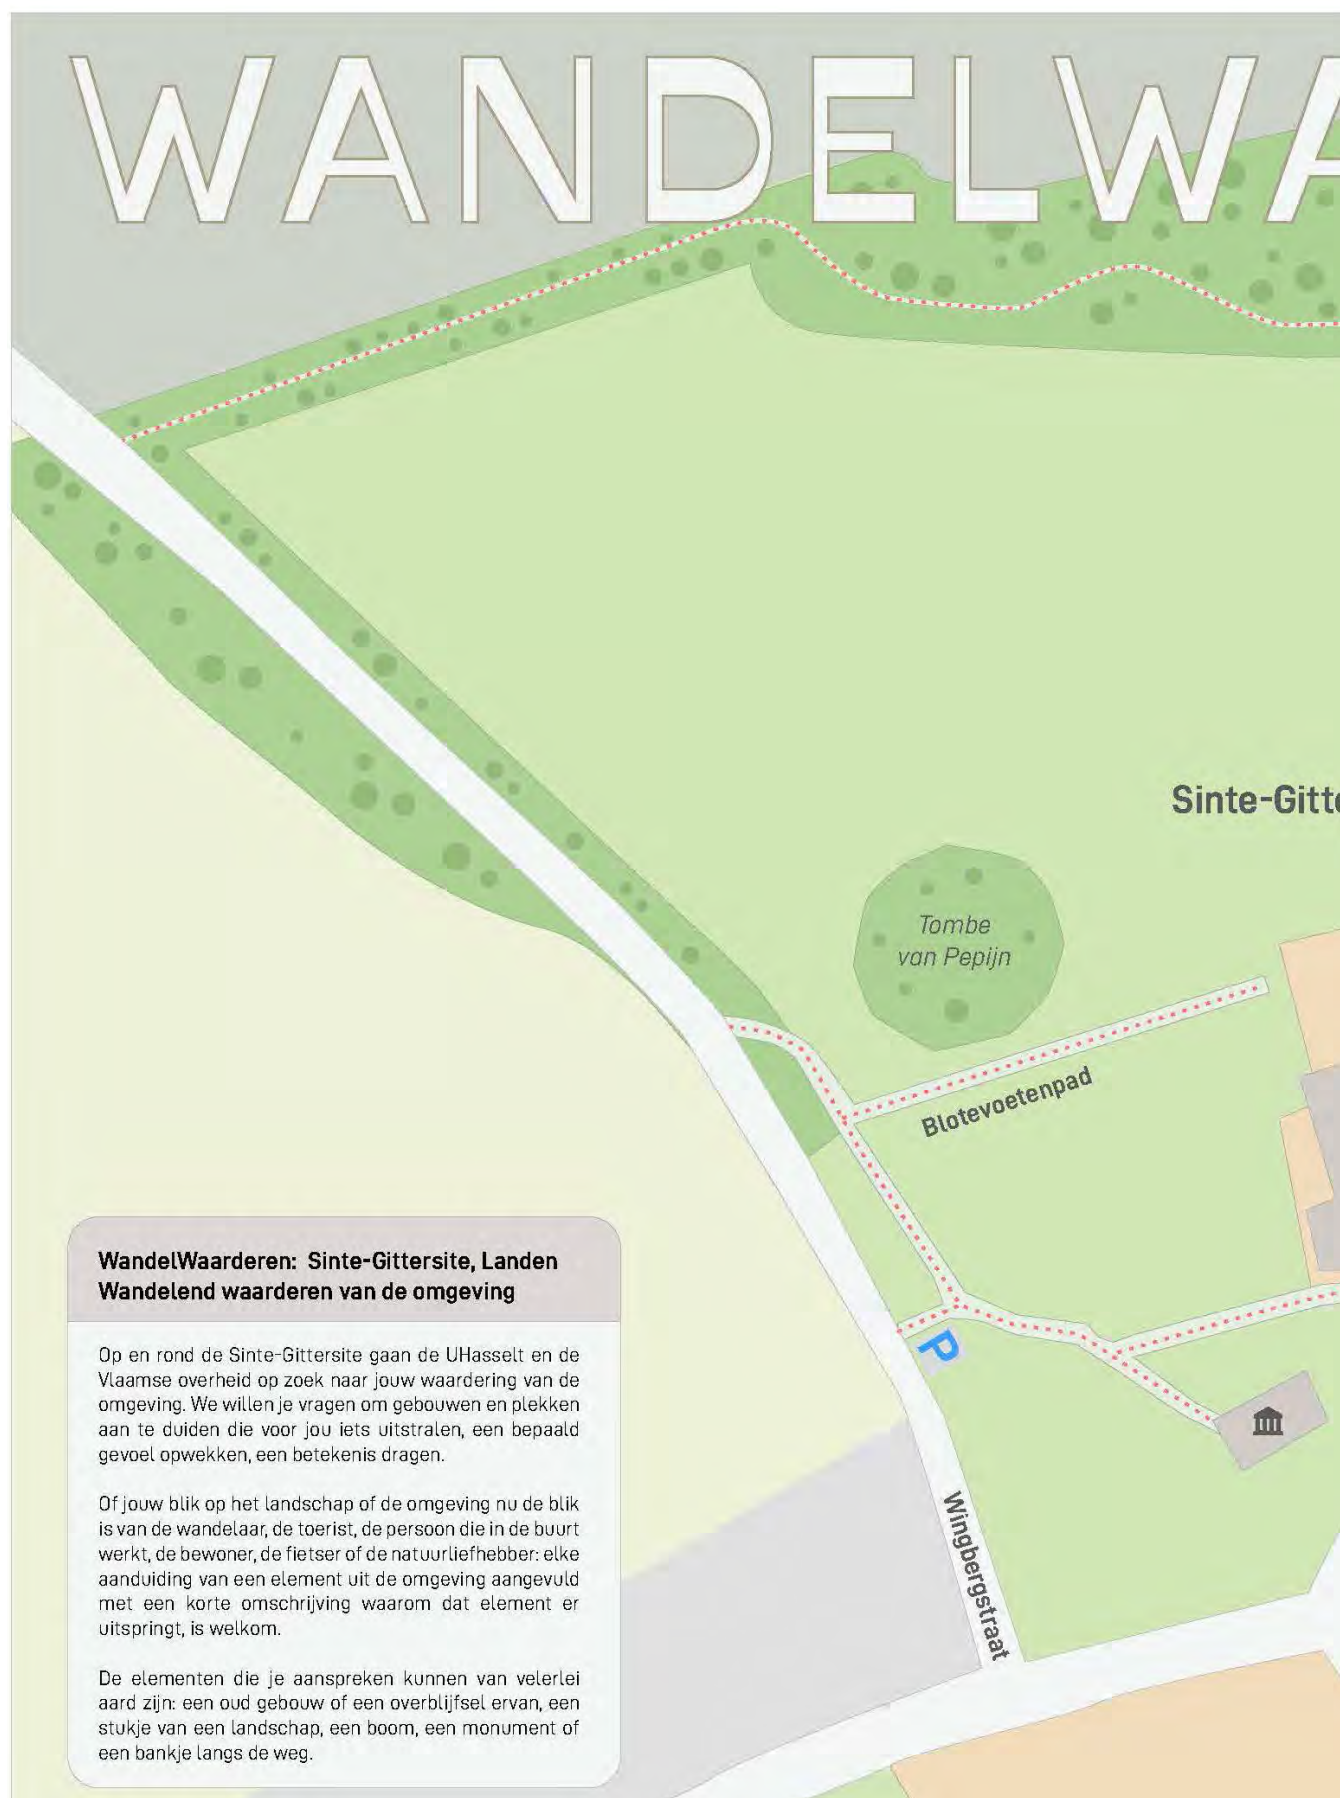 WANDELWA
Sinte-Gitte
Tombe
van Pepijn
Blotevoetenpad
WandelWaarderen: Sinte-Gittersite, Landen
Wandelend waarderen van de omgeving
Op en rond de Sinte-Gittersite gaan de UHasselt en de
Vlaamse overheid op zoek naar jouw waardering van de
omgeving. We willen je vragen om gebouwen en plekken
aan te duiden die voor jou iets uitstralen, een bepaald
gevoel opwekken, een betekenis dragen.
Of jouw blik op het landschap of de omgeving nu de blik
is van de wandelaar, de toerist, de persoon die in de buurt
werkt, de bewoner, de fietser of de natuurliefhebber: elke
aanduiding van een element uit de omgeving aangevuld
met een korte omschrijving waarom dat element er
uitspringt, is welkom.
De elementen die je aanspreken kunnen van velerlei
aard zijn: een oud gebouw of een overblijfsel ervan, een
stukje van een landschap, een boom, een monument of
een bankje langs de weg.
P
Wingbergstraat